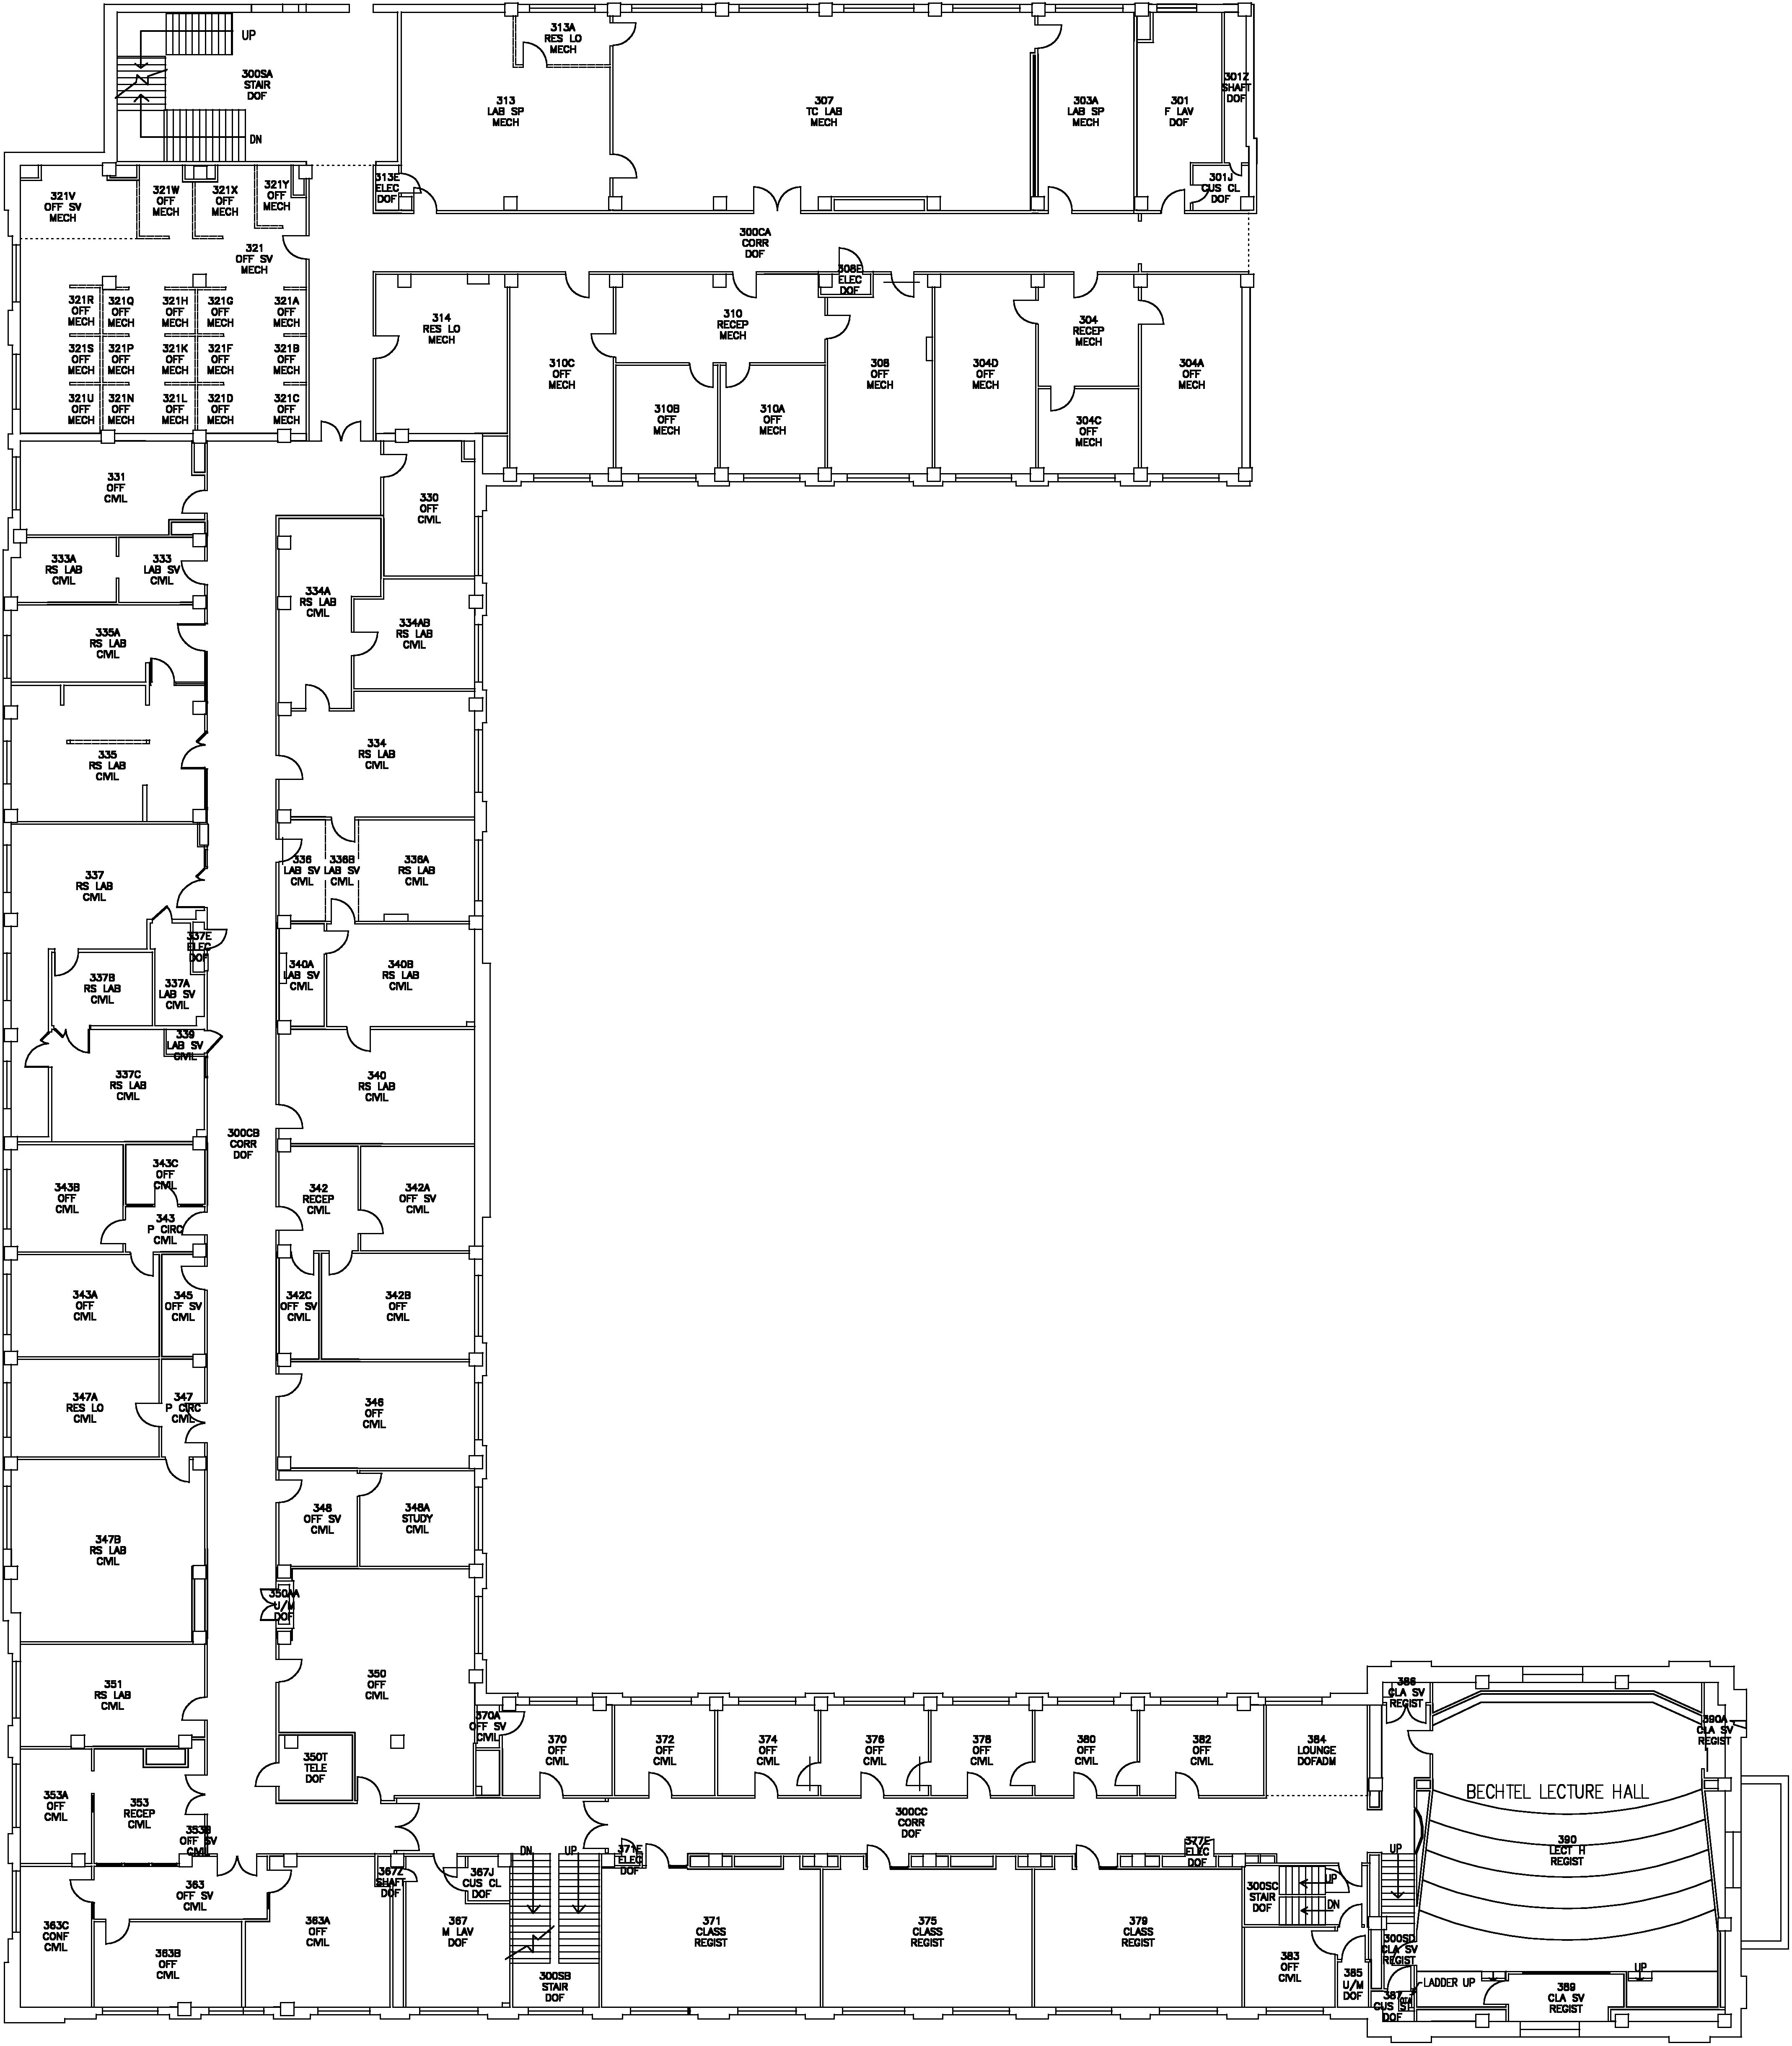 UP
300SA
STAIR
DOF
DN
313A
RES LO
MECH
313
LAB SP
MECH
307
TC LAB
MECH
303A
LAB SP
MECH
301
F LAV
DOF
301Z
SHAFT
DOF
313E
ELEC
DOF
301J
CUS CL
DOF
321V
OFF SV
MECH
321W
OFF
MECH
321X
OFF
MECH
321Y
OFF
MECH
321
OFF SV
MECH
300CA
CORR
DOF
308E
ELEC
DOF
321R
OFF
MECH
321Q
OFF
MECH
321H
OFF
MECH
321G
OFF
MECH
321A
OFF
MECH
321S
OFF
MECH
321P
OFF
MECH
321K
OFF
MECH
321F
OFF
MECH
321B
OFF
MECH
321U
OFF
MECH
321N
OFF
MECH
321L
OFF
MECH
321D
OFF
MECH
321C
OFF
MECH
314
RES LO
MECH
310C
OFF
MECH
310
RECEP
MECH
310B
OFF
MECH
310A
OFF
MECH
308
OFF
MECH
304D
OFF
MECH
304
RECEP
MECH
304C
OFF
MECH
304A
OFF
MECH
331
OFF
CIVIL
330
OFF
CIVIL
333A
RS LAB
CIVIL
333
LAB SV
CIVIL
334A
RS LAB
CIVIL
335A
RS LAB
CIVIL
334AB
RS LAB
CIVIL
335
RS LAB
CIVIL
334
RS LAB
CIVIL
337
RS LAB
CIVIL
336
LAB SV
CIVIL
336B
LAB SV
CIVIL
336A
RS LAB
CIVIL
337E
ELEC
DOF
337B
RS LAB
CIVIL
337A
LAB SV
CIVIL
340A
LAB SV
CIVIL
340B
RS LAB
CIVIL
339
LAB SV
CIVIL
337C
RS LAB
CIVIL
340
RS LAB
CIVIL
300CB
CORR
DOF
343B
OFF
CIVIL
343C
OFF
CIVIL
343
P CIRC
CIVIL
342
RECEP
CIVIL
342A
OFF SV
CIVIL
343A
OFF
CIVIL
345
OFF SV
CIVIL
342C
OFF SV
CIVIL
342B
OFF
CIVIL
347A
RES LO
CIVIL
347
P CIRC
CIVIL
346
OFF
CIVIL
347B
RS LAB
CIVIL
348
OFF SV
CIVIL
348A
STUDY
CIVIL
350AA
U/M
DOF
351
RS LAB
CIVIL
350
OFF
CIVIL
350T
TELE
DOF
353A
OFF
CIVIL
353
RECEP
CIVIL
353B
OFF SV
CIVIL
370A
OFF SV
CIVIL
370
OFF
CIVIL
372
OFF
CIVIL
374
OFF
CIVIL
376
OFF
CIVIL
378
OFF
CIVIL
380
OFF
CIVIL
382
OFF
CIVIL
384
LOUNGE
DOFADM
386
CLA SV
REGIST
390A
CLA SV
REGIST
BECHTEL LECTURE HALL
390
LECT H
REGIST
300CC
CORR
DOF
363C
CONF
CIVIL
363
OFF SV
CIVIL
363B
OFF
CIVIL
363A
OFF
CIVIL
367Z
SHAFT
DOF
367J
CUS CL
DOF
367
M LAV
DOF
DN
UP
300SB
STAIR
DOF
371E
ELEC
DOF
371
CLASS
REGIST
375
CLASS
REGIST
377E
ELEC
DOF
379
CLASS
REGIST
300SC
STAIR
DOF
UP
DN
383
OFF
CIVIL
385
U/M
DOF
UP
300SD
CLA SV
REGIST
LADDER UP
387
CUS ST
DOF
389
CLA SV
REGIST
UP